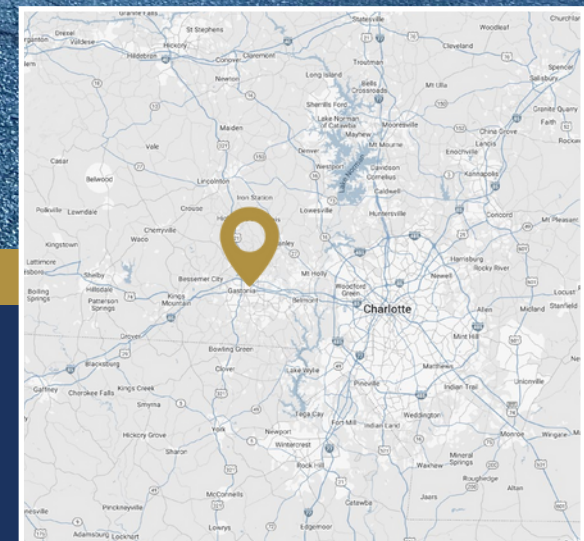 Granite Falls
St Stephens
Statesville
Woodleaf
Drexel
Valdese
Hickory
Hildebran
Conover
Claremont
Troutman
Cleveland
Spencer
Salisbury
Newton
Long Island
Bells
Crossroads
Mt Ulla
Sherrills Ford
Lake Norman
of Catawba
Mooresville
Granite Quarry
Faith
Maiden
Mayhew
Mt Mourne
China Grove
Landis
Enochville
Vale
Denver
Westport
Davidson
Cornelius
Kannapolis
Casar
Belwood
Lincolnton
Lake Norman
Caldwell
Iron Station
Polkville
Lawndale
Crouse
Lowesville
Huntersville
Concord
Mt Pleasant
Cherryville
Waco
Kingstown
Harrisburg
Rocky River
Lattimore
Shelby
Bessemer City
Mt Holly
Newell
Boiling
Springs
Hillsdale
Patterson
Springs
Kings
Mountain
Gastonia
Belmont
Woodford
Green
Charlotte
Allen
Midland
Locust
Stanfield
Mint Hill
Grover
Blacksburg
Bowling Green
Matthews
Clover
Lake Wylie
Gaffney
Cherokee Falls
Kings Creek
Pineville
Indian Trail
Unionville
Smyrna
Tega Cay
Weddington
Hickory Grove
York
Newport
Fort Mill
Indian Land
Monroe
Wingate
Wintercrest
Sharon
Rock Hill
Waxhaw
Mineral
Springs
Roughedge
McConnells
Jaars
Altan
Pinckneyville
Catawba
Adamsburg
Lockhart
Lowrys
Edgemoor